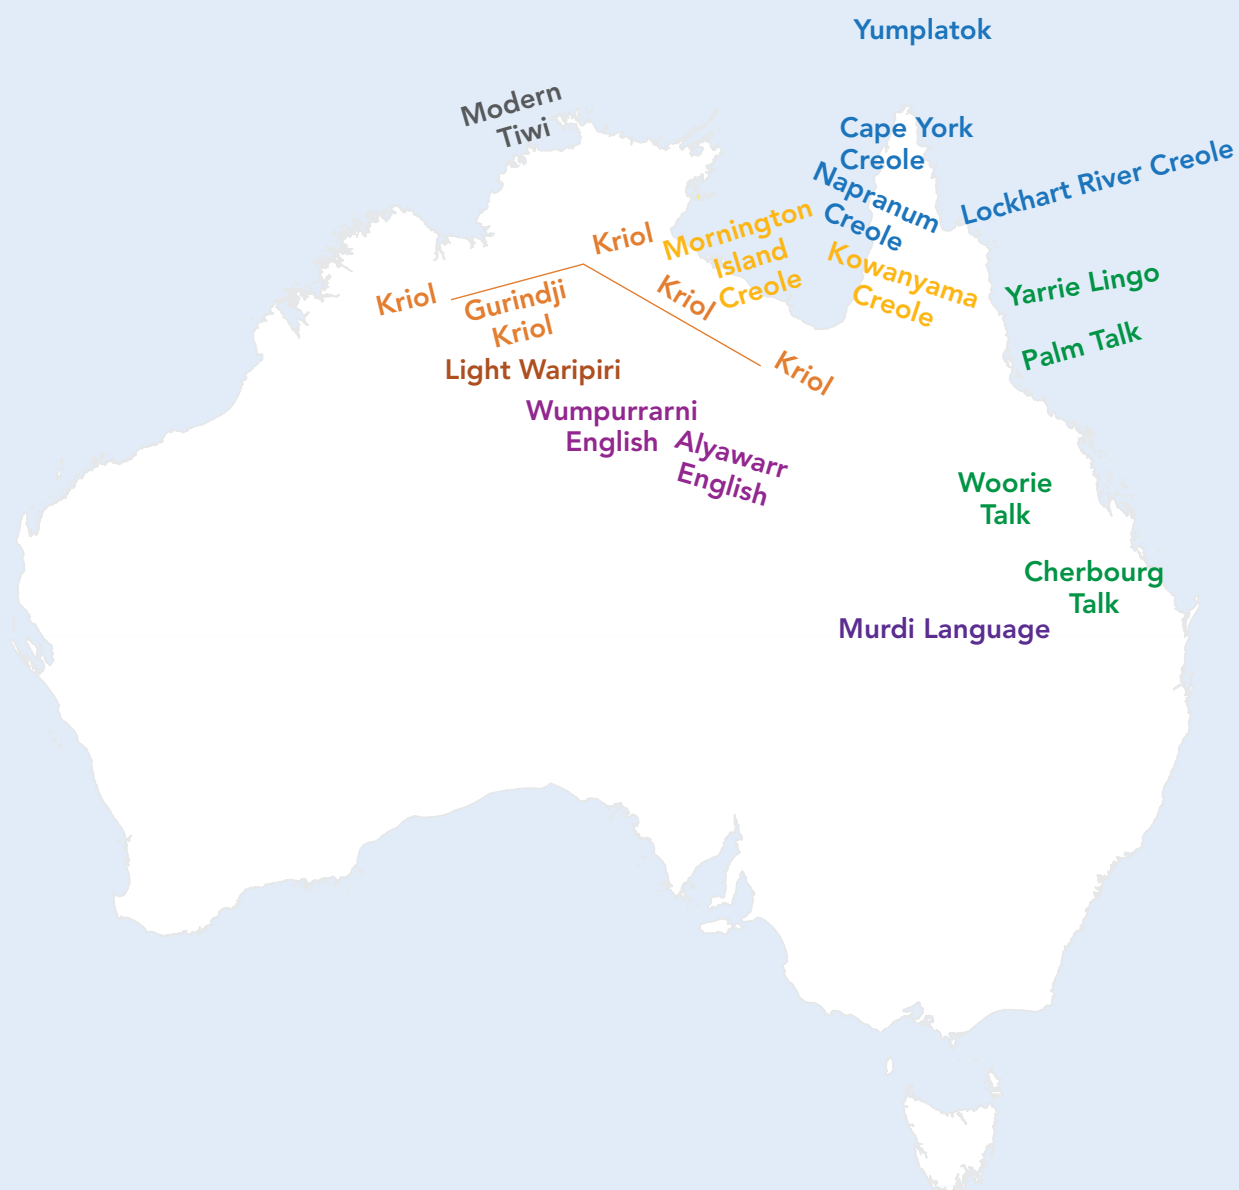 Yumplatok
Modern
Tiwi
Cape York
Creole
Lockhart River Creole
Napranum
Creole
Mornington
Island
Creole
Kowanyama
Creole
Kriol
Kriol
Gurindji
Kriol
Kriol
Kriol
Yarrie Lingo
Palm Talk
Light Waripiri
Wumpurrarni
English
Alyawarr
English
Woorie
Talk
Cherbourg
Talk
Murdi Language